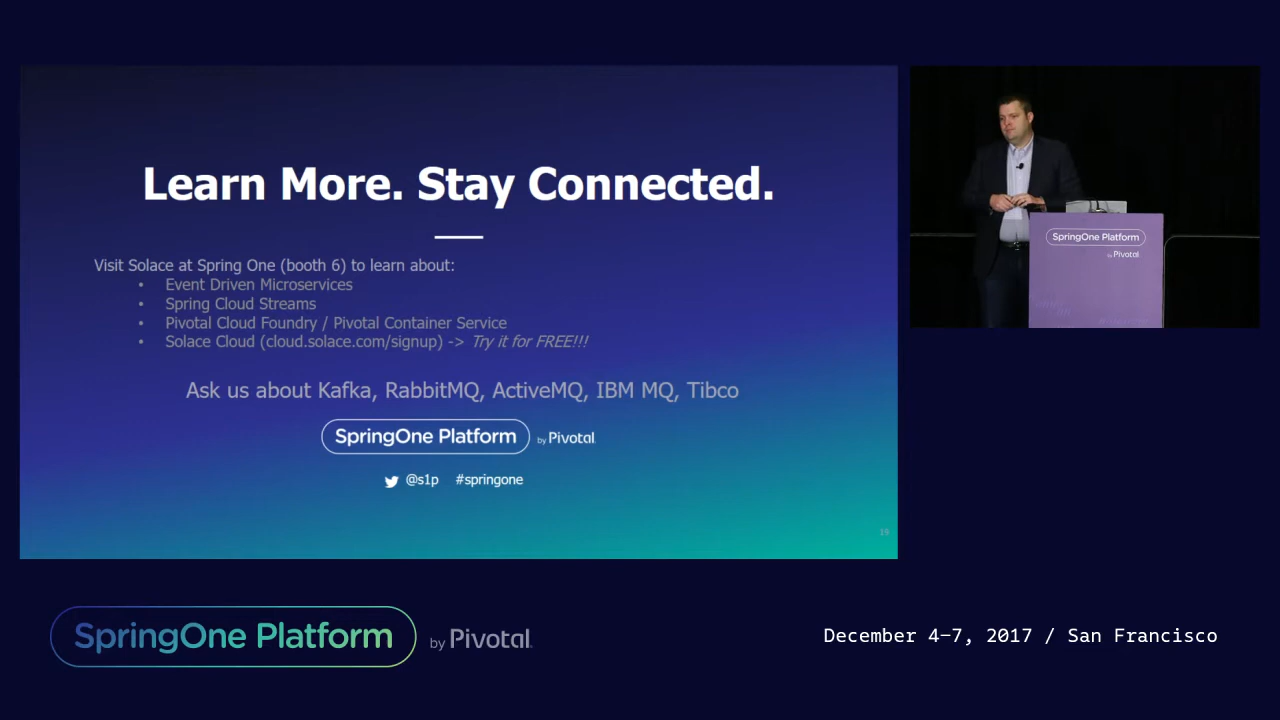 Learn More. Stay Connected.
Visit Solace at Spring One (booth 6) to learn about:
• Event Driven Microservices
• Spring Cloud Streams
• Pivotal Cloud Foundry / Pivotal Container Service
• Solace Cloud (cloud.solace.com/signup) -> Try it for FREE!!!
Ask us about Kafka, RabbitMQ, ActiveMQ, IBM MQ, Tibco
SpringOne Platform by Pivotal
@s1p #springone
19
SpringOne Platform
by Pivotal
SpringOne Platform by Pivotal.
December 4–7, 2017 / San Francisco